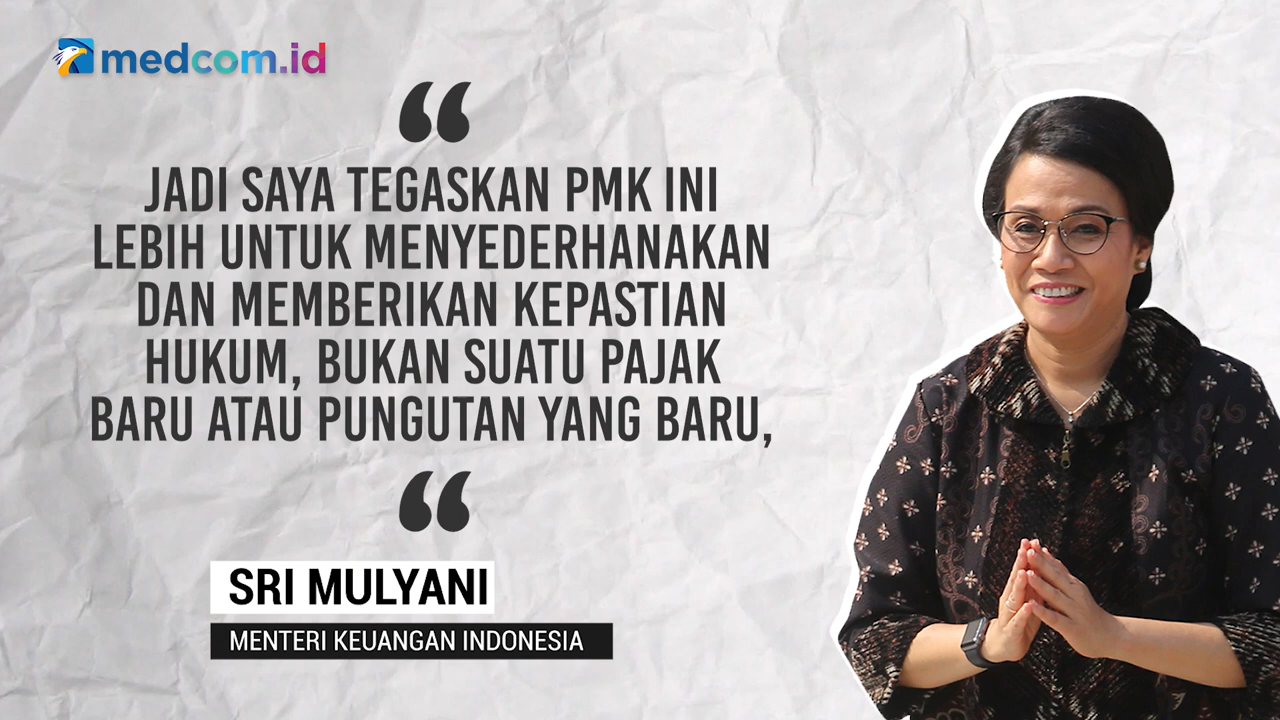 medcom.id
“
JADI SAYA TEGASKAN PMK INI
LEBIH UNTUK MENYEDERHANAKAN
DAN MEMBERIKAN KEPASTIAN
HUKUM, BUKAN SUATU PAJAK
BARU ATAU PUNGUTAN YANG BARU,
“
SRI MULYANI
MENTERI KEUANGAN INDONESIA